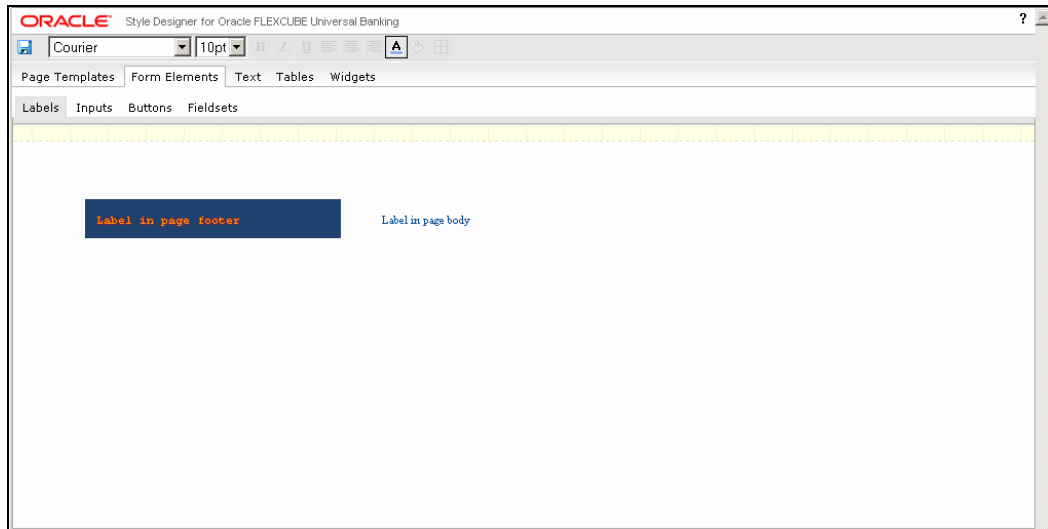 ORACLE® Style Designer for Oracle FLEXCUBE Universal Banking ?
Courier 10pt B I U A
Page Templates Form Elements Text Tables Widgets
Labels Inputs Buttons Fieldsets
Label in page footer Label in page body